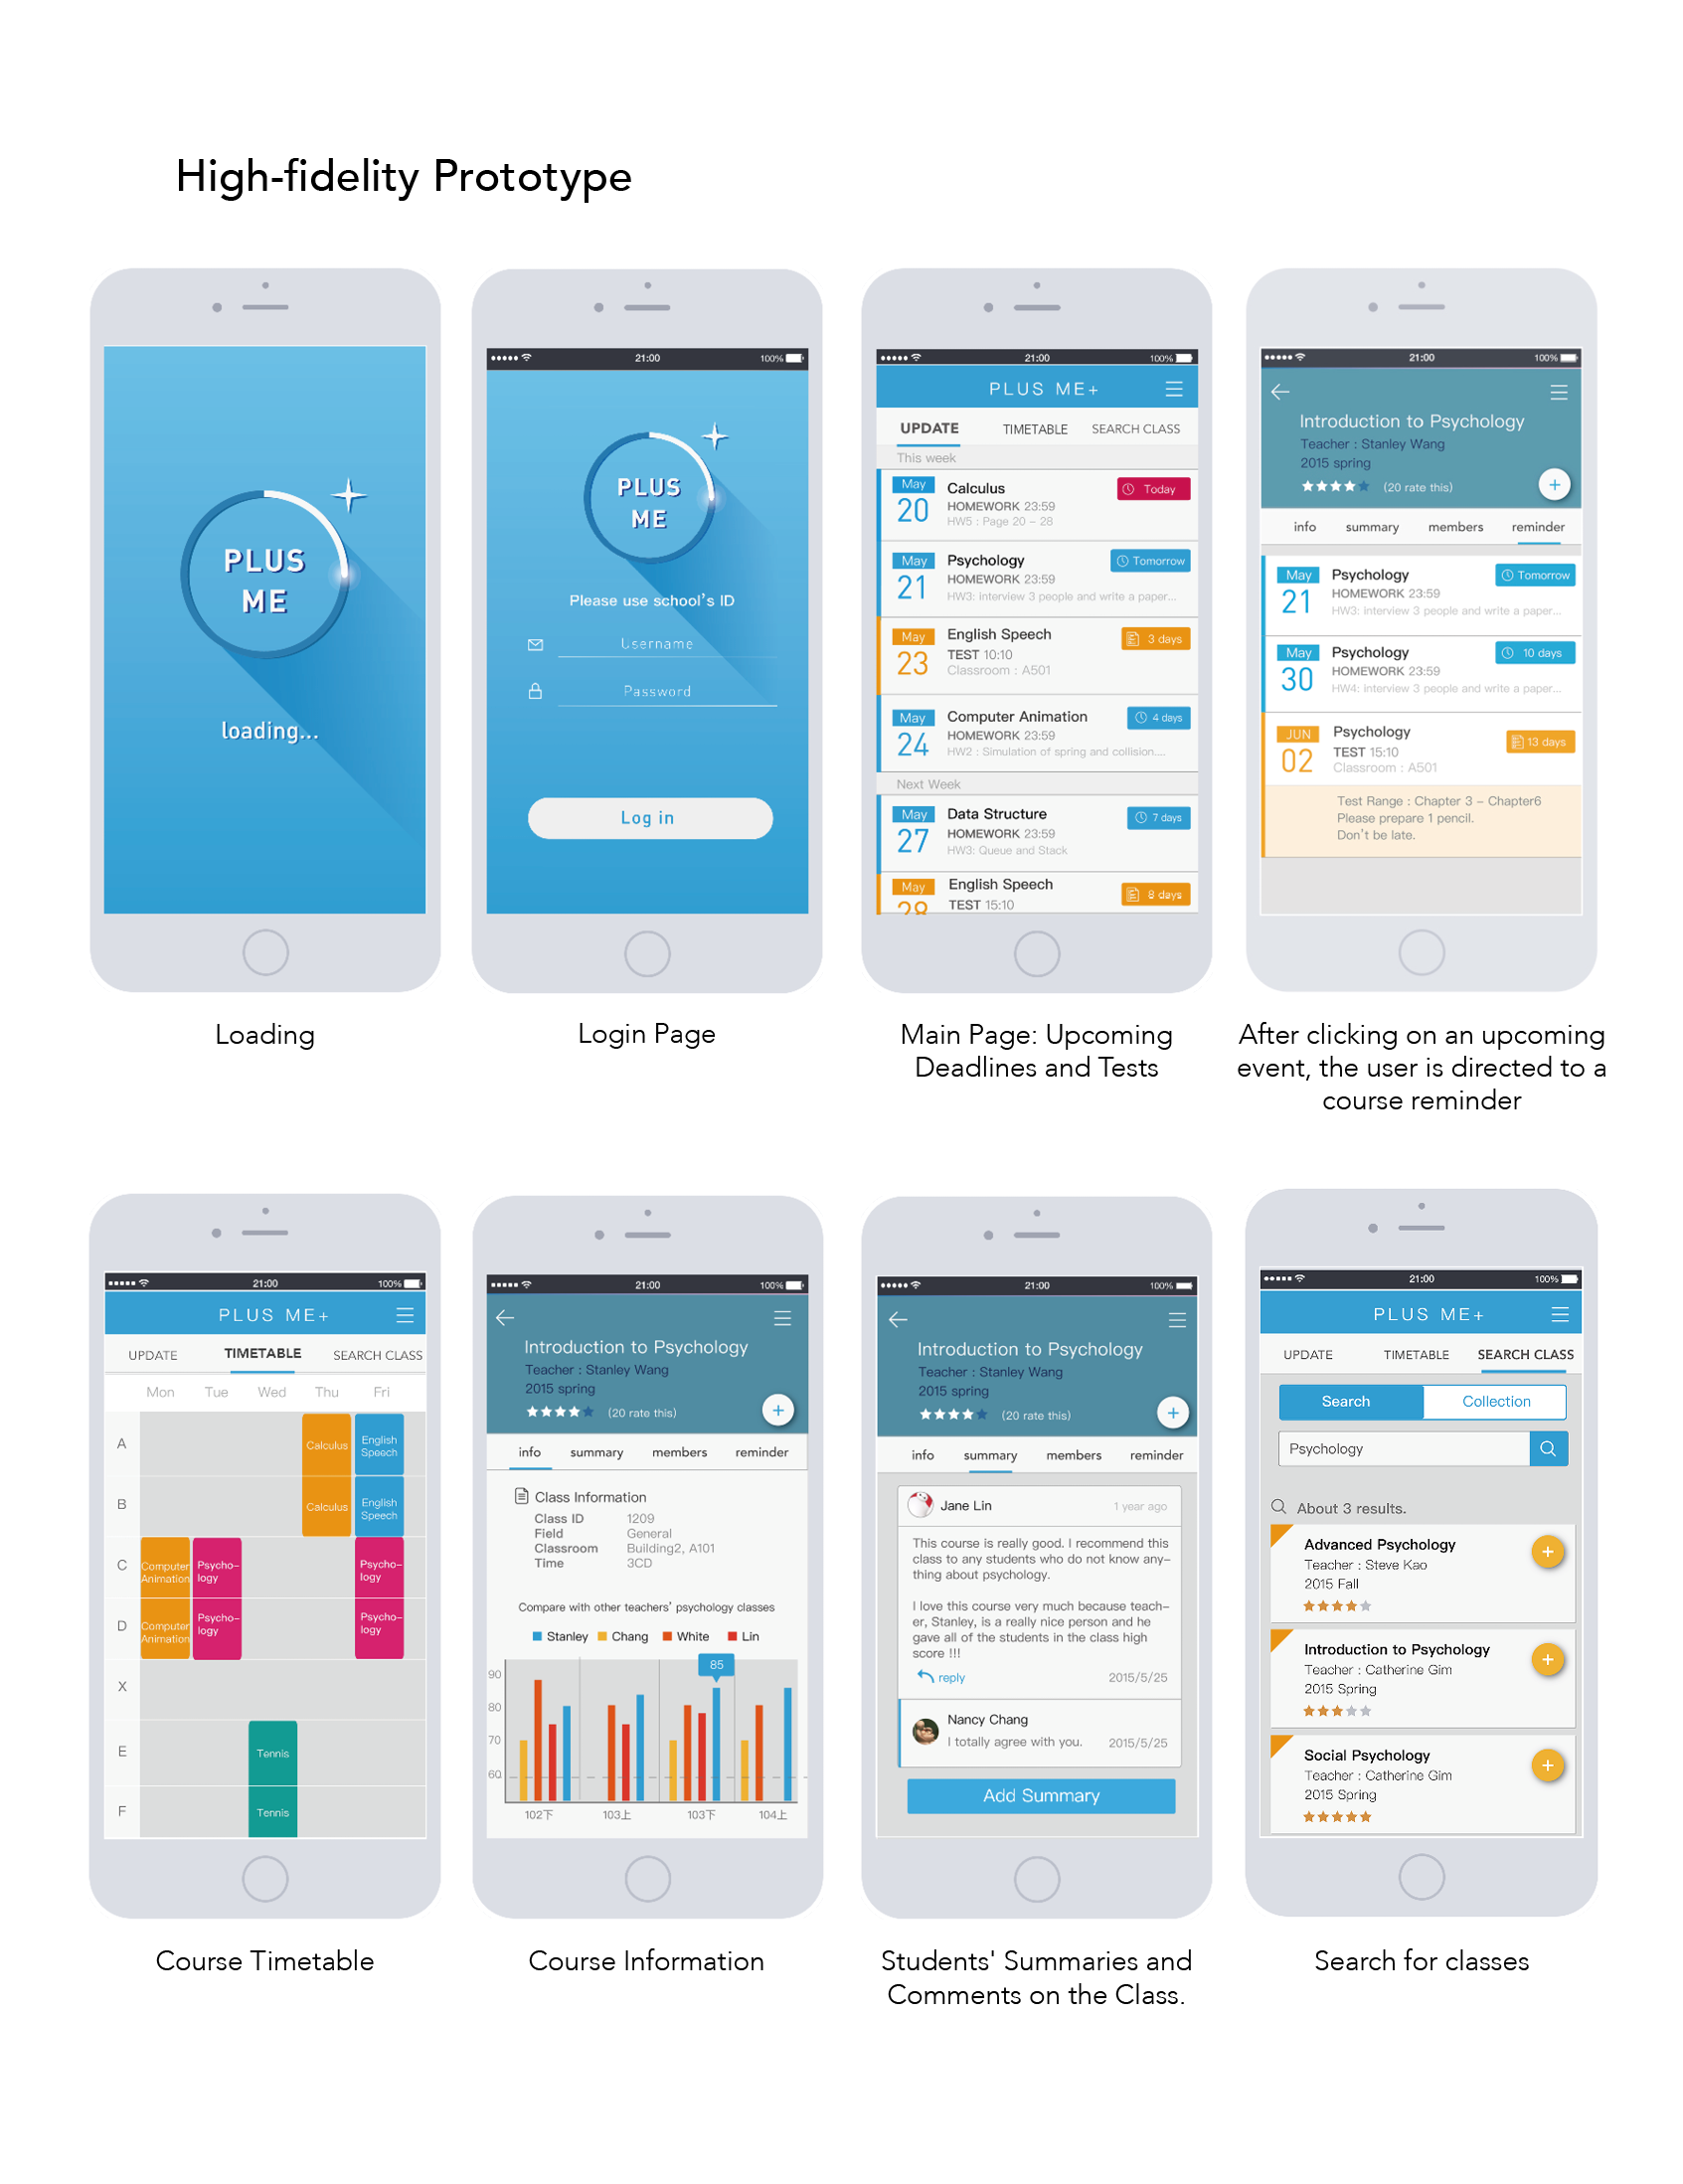 High-fidelity Prototype
PLUS
ME
loading...
Loading
21:00 100%
PLUS
ME
Please use school's ID
Username
Password
Log in
Login Page
21:00 100%
PLUS ME+
UPDATE TIMETABLE SEARCH CLASS
This week
May
20
Calculus
HOMEWORK 23:59
HW5 : Page 20 – 28
Today
May
21
Psychology
HOMEWORK 23:59
HW3: interview 3 people and write a paper...
Tomorrow
May
23
English Speech
TEST 10:10
Classroom : A501
3 days
May
24
Computer Animation
HOMEWORK 23:59
HW2 : Simulation of spring and collision....
4 days
Next Week
May
27
Data Structure
HOMEWORK 23:59
HW3: Queue and Stack
7 days
May
28
English Speech
TEST 15:10
8 days
Main Page: Upcoming
Deadlines and Tests
21:00 100%
Introduction to Psychology
Teacher : Stanley Wang
2015 spring
(20 rate this)
+
info summary members reminder
May
21
Psychology
HOMEWORK 23:59
HW3: interview 3 people and write a paper...
Tomorrow
May
30
Psychology
HOMEWORK 23:59
HW4: interview 3 people and write a paper...
10 days
JUN
02
Psychology
TEST 15:10
Classroom : A501
13 days
Test Range : Chapter 3 – Chapter6
Please prepare 1 pencil.
Don't be late.
After clicking on an upcoming
event, the user is directed to a
course reminder
21:00 100%
PLUS ME+
UPDATE TIMETABLE SEARCH CLASS
Mon Tue Wed Thu Fri
A
Calculus
English
Speech
B
Calculus
English
Speech
C
Computer
Animation
Psycho-
logy
Psycho-
logy
D
Computer
Animation
Psycho-
logy
Psycho-
logy
X
E
Tennis
F
Tennis
Course Timetable
21:00 100%
Introduction to Psychology
Teacher : Stanley Wang
2015 spring
(20 rate this)
+
info summary members reminder
Class Information
Class ID 1209
Field General
Classroom Building2, A101
Time 3CD
Compare with other teachers' psychology classes
Stanley Chang White Lin
85
90
80
70
60
102下 103上 103下 104上
Course Information
21:00 100%
Introduction to Psychology
Teacher : Stanley Wang
2015 spring
(20 rate this)
+
info summary members reminder
Jane Lin 1 year ago
This course is really good. I recommend this
class to any students who do not know any-
thing about psychology.
I love this course very much because teach-
er, Stanley, is a really nice person and he
gave all of the students in the class high
score !!!
reply 2015/5/25
Nancy Chang
I totally agree with you. 2015/5/25
Add Summary
Students' Summaries and
Comments on the Class.
21:00 100%
PLUS ME+
UPDATE TIMETABLE SEARCH CLASS
Search Collection
Psychology
About 3 results.
Advanced Psychology
Teacher : Steve Kao
2015 Fall
+
Introduction to Psychology
Teacher : Catherine Gim
2015 Spring
+
Social Psychology
Teacher : Catherine Gim
2015 Spring
+
Search for classes